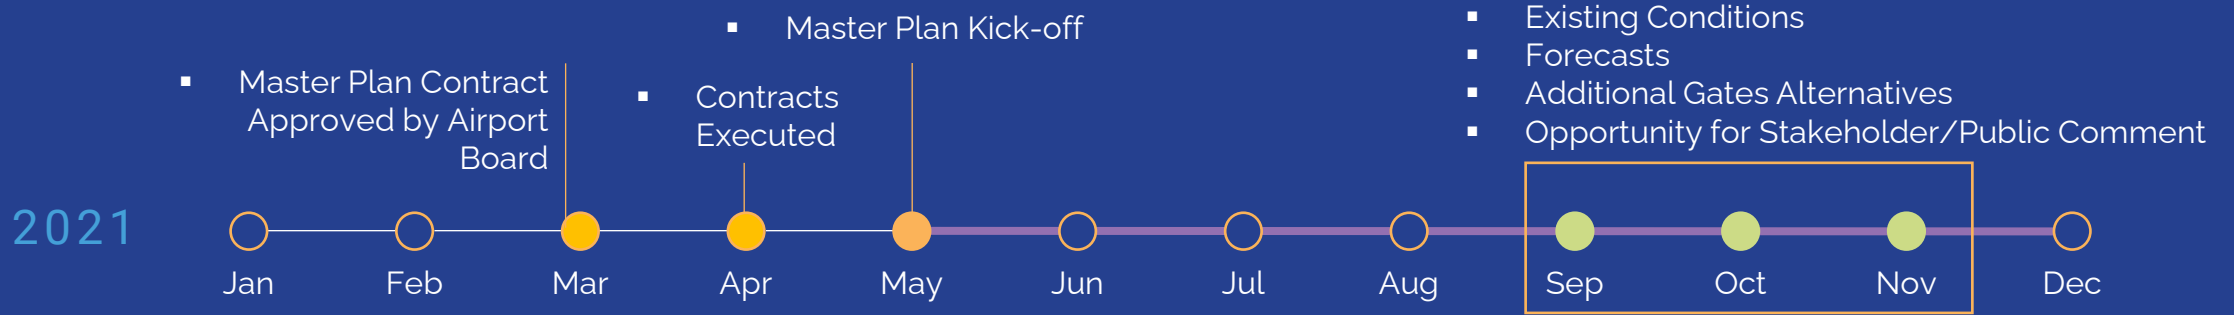 ▪ Master Plan Contract
Approved by Airport
Board
▪ Contracts
Executed
▪ Master Plan Kick-off
▪ Existing Conditions
▪ Forecasts
▪ Additional Gates Alternatives
▪ Opportunity for Stakeholder/Public Comment
2021
Jan Feb Mar Apr May Jun Jul Aug Sep Oct Nov Dec